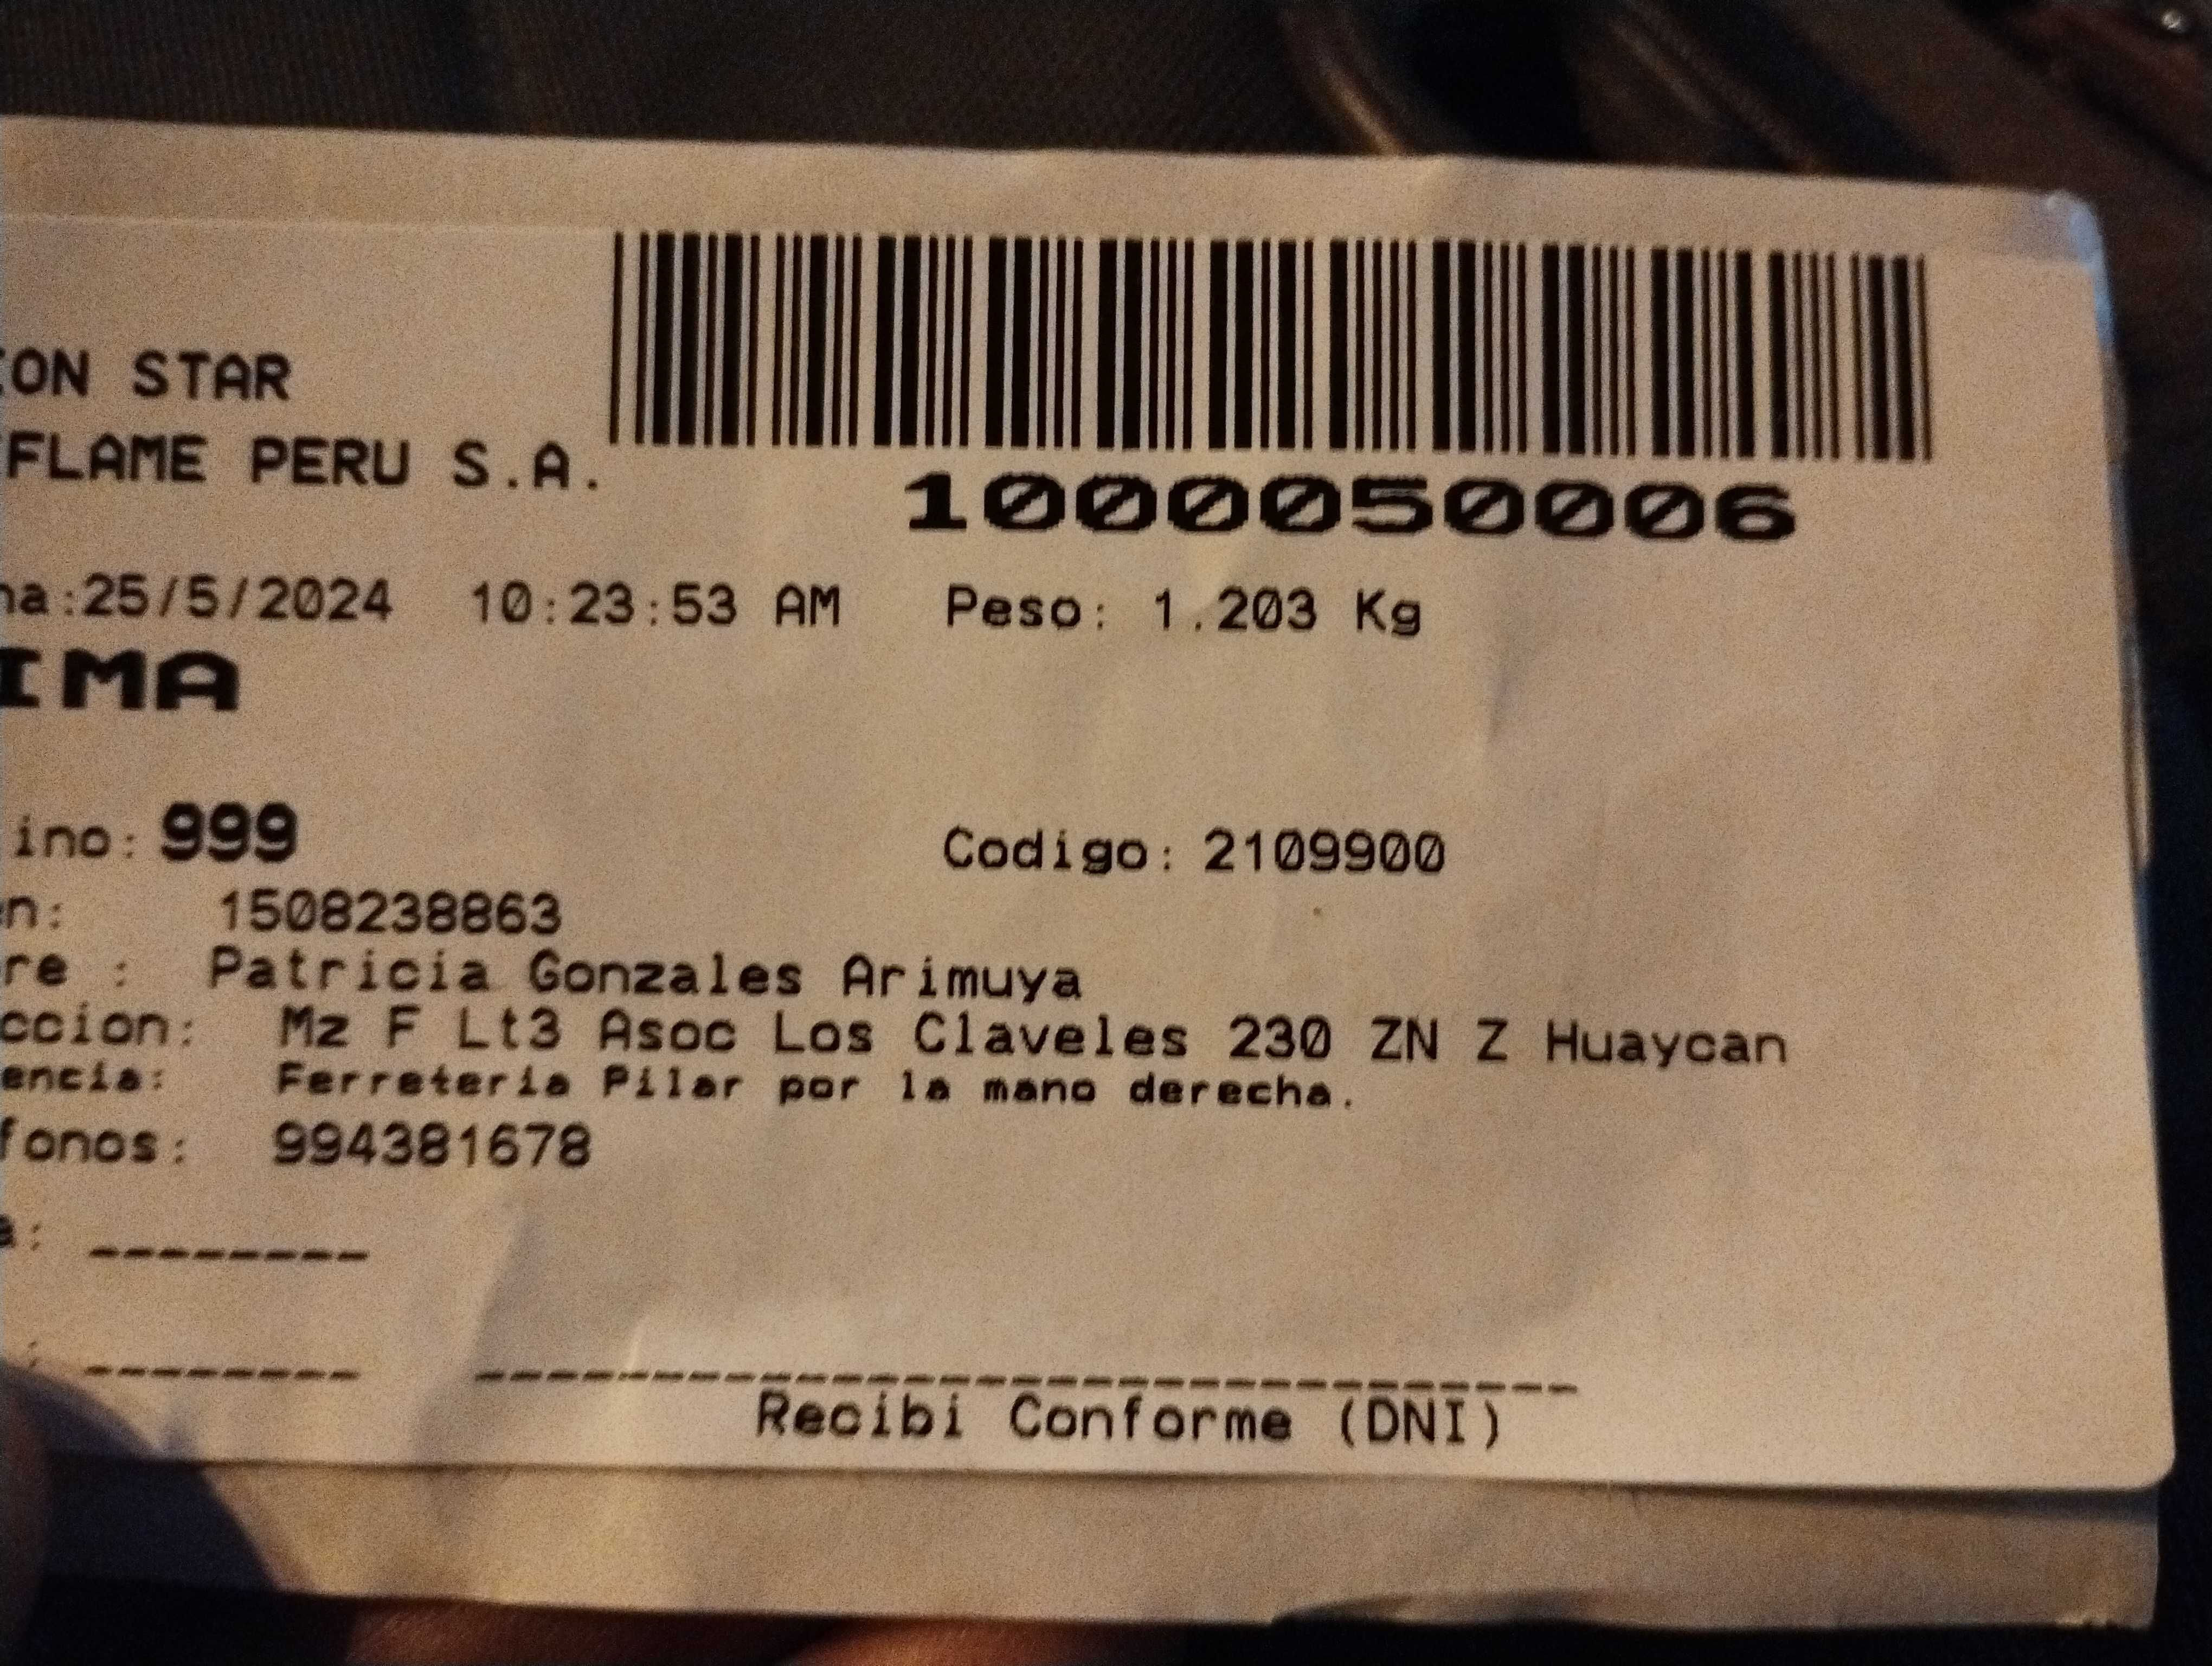 ON STAR
FLAME PERU S.A.
1000050006
ha:25/5/2024 10:23:53 AM Peso: 1.203 Kg
IMA
ino: 999 Codigo: 2109900
n: 1508238863
re : Patricia Gonzales Arimuya
ccion: Mz F Lt3 Asoc Los Claveles 230 ZN Z Huaycan
encia: Ferreteria Pilar por la mano derecha.
fonos: 994381678
a: --------
: -------- --------------------------------
Recibi Conforme (DNI)